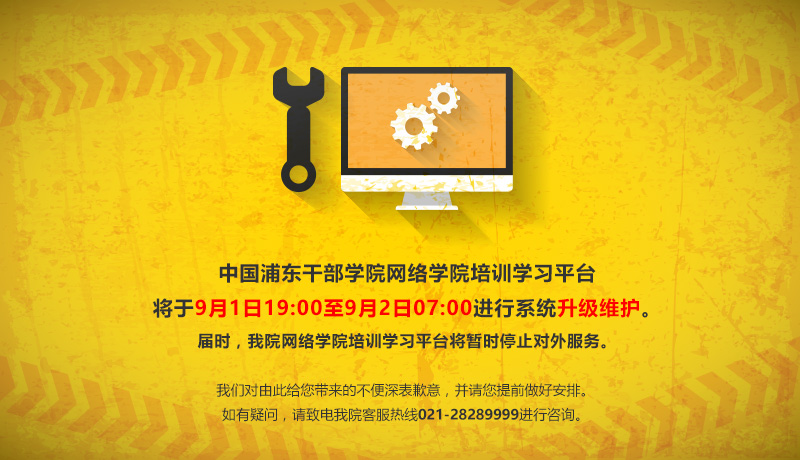 中国浦东干部学院网络学院培训学习平台
将于9月1日19:00至9月2日07:00进行系统升级维护。
届时，我院网络学院培训学习平台将暂时停止对外服务。
我们对由此给您带来的不便深表歉意，并请您提前做好安排。
如有疑问，请致电我院客服热线021-28289999进行咨询。